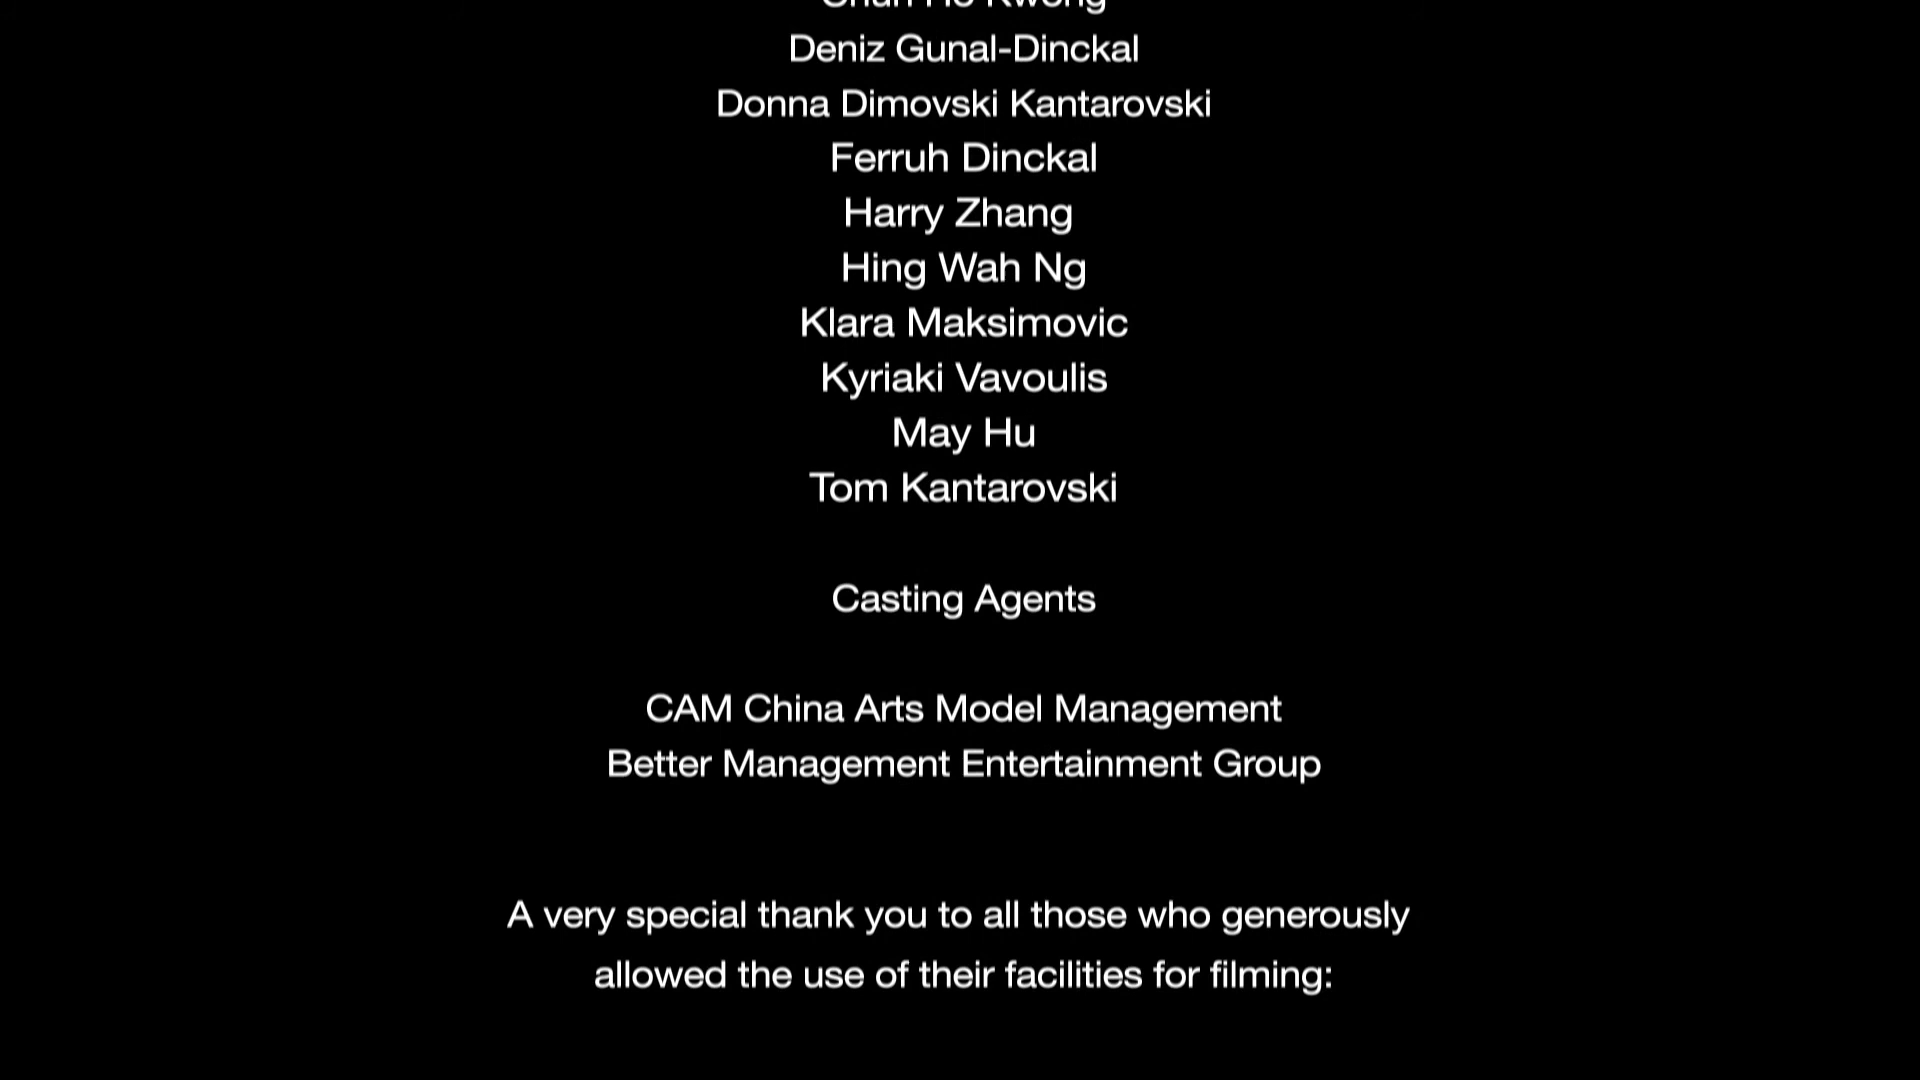 Deniz Gunal-Dinckal
Donna Dimovski Kantarovski
Ferruh Dinckal
Harry Zhang
Hing Wah Ng
Klara Maksimovic
Kyriaki Vavoulis
May Hu
Tom Kantarovski
Casting Agents
CAM China Arts Model Management
Better Management Entertainment Group
A very special thank you to all those who generously
allowed the use of their facilities for filming: